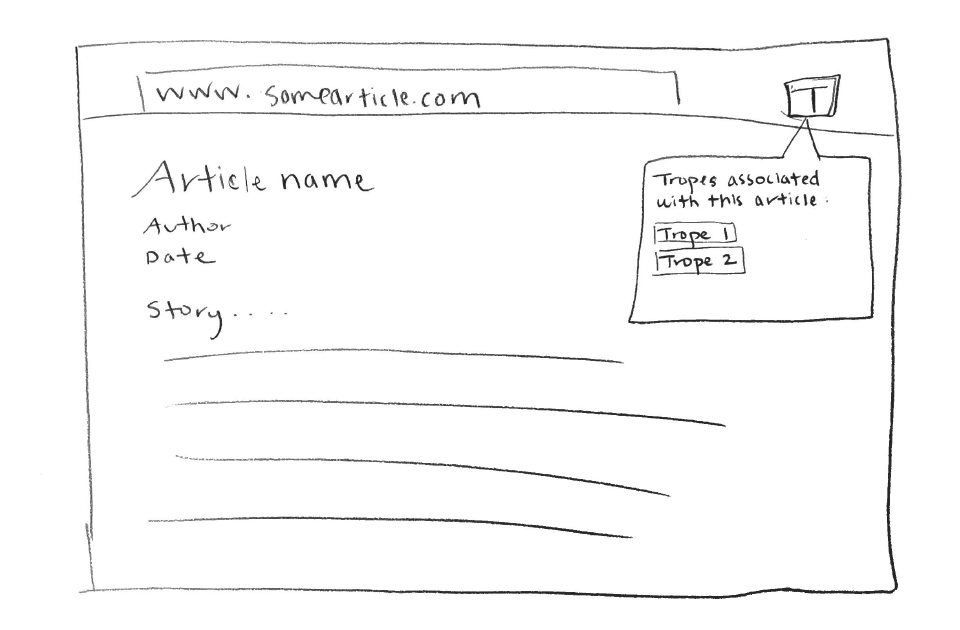 www.somearticle.com
T
Article name
Author
Date
Story.....
Tropes associated
with this article.
Trope 1
Trope 2